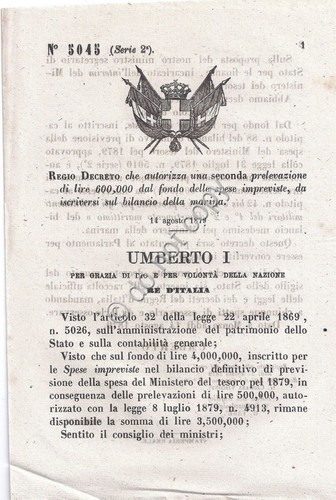 N° 5045 (Serie 2ª). 1
REGIO DECRETO che autorizza una seconda prelevazione
di lire 600,000 dal fondo delle spese impreviste, da
iscriversi sul bilancio della marina.
14 agosto 1879
UMBERTO I
PER GRAZIA DI DIO E PER VOLONTÀ DELLA NAZIONE
RE D'ITALIA
Visto l'articolo 32 della legge 22 aprile 1869,
n. 5026, sull'amministrazione del patrimonio dello
Stato e sulla contabilità generale;
Visto che sul fondo di lire 4,000,000, inscritto per
le Spese impreviste nel bilancio definitivo di previ-
sione della spesa del Ministero del tesoro pel 1879, in
conseguenza delle prelevazioni di lire 500,000, auto-
rizzato con la legge 8 luglio 1879, n. 4913, rimane
disponibile la somma di lire 3,500,000;
Sentito il consiglio dei ministri;